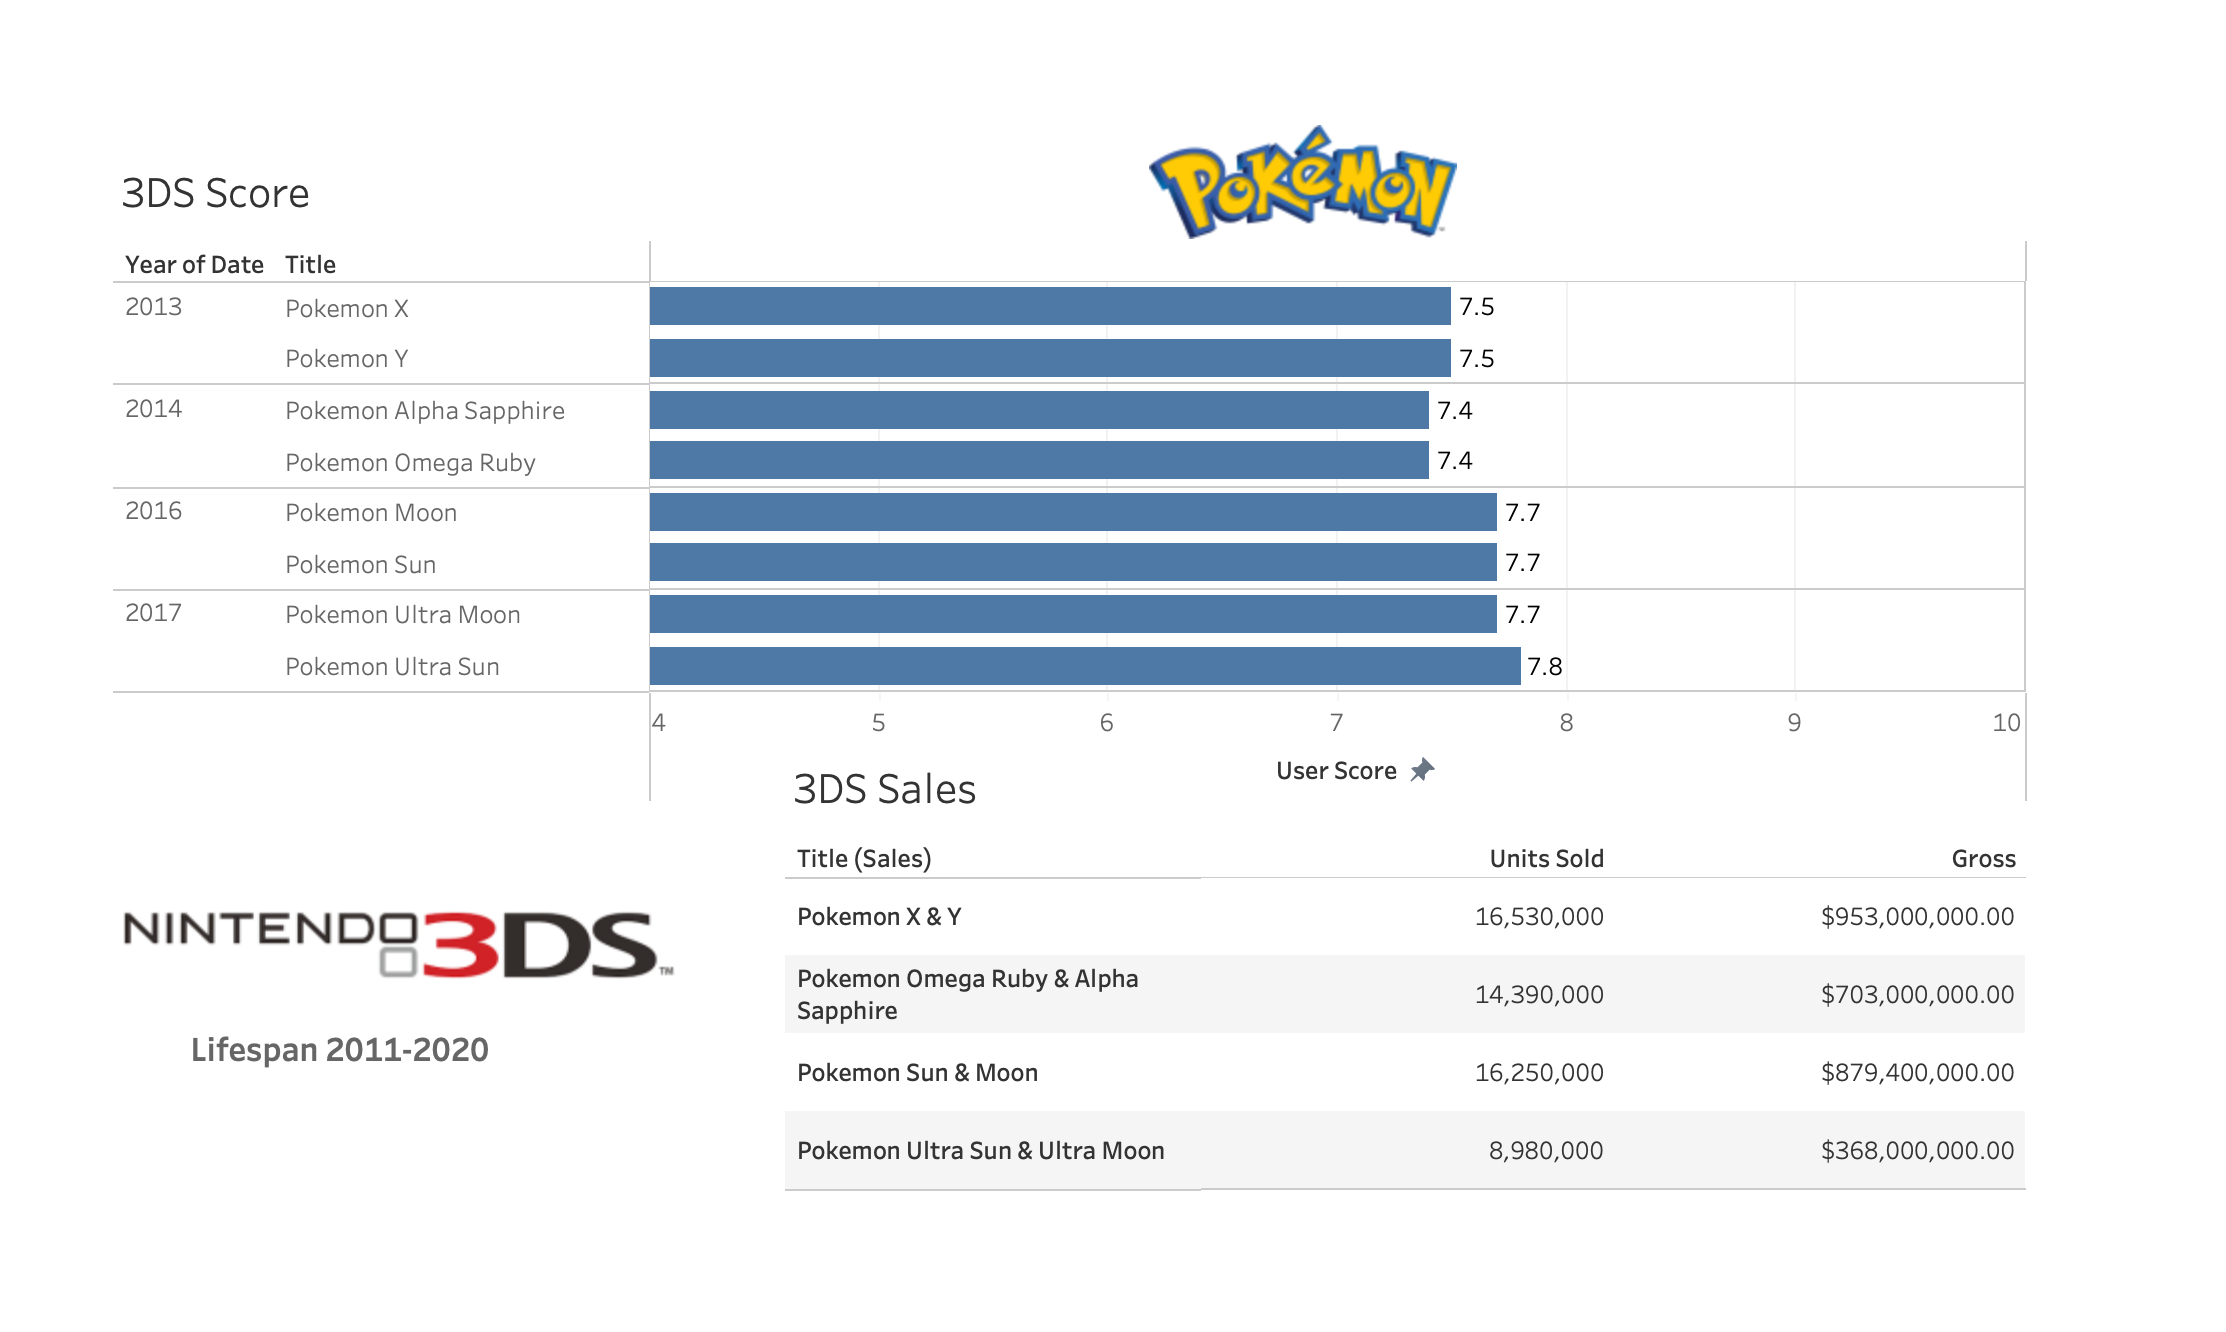 Pokémon
3DS Score
Year of Date Title
2013 Pokemon X 7.5
Pokemon Y 7.5
2014 Pokemon Alpha Sapphire 7.4
Pokemon Omega Ruby 7.4
2016 Pokemon Moon 7.7
Pokemon Sun 7.7
2017 Pokemon Ultra Moon 7.7
Pokemon Ultra Sun 7.8
4 5 6 7 8 9 10
User Score
3DS Sales
Title (Sales) Units Sold Gross
Pokemon X & Y 16,530,000 $953,000,000.00
Pokemon Omega Ruby & Alpha
Sapphire 14,390,000 $703,000,000.00
Pokemon Sun & Moon 16,250,000 $879,400,000.00
Pokemon Ultra Sun & Ultra Moon 8,980,000 $368,000,000.00
NINTENDO 3DS™
Lifespan 2011-2020